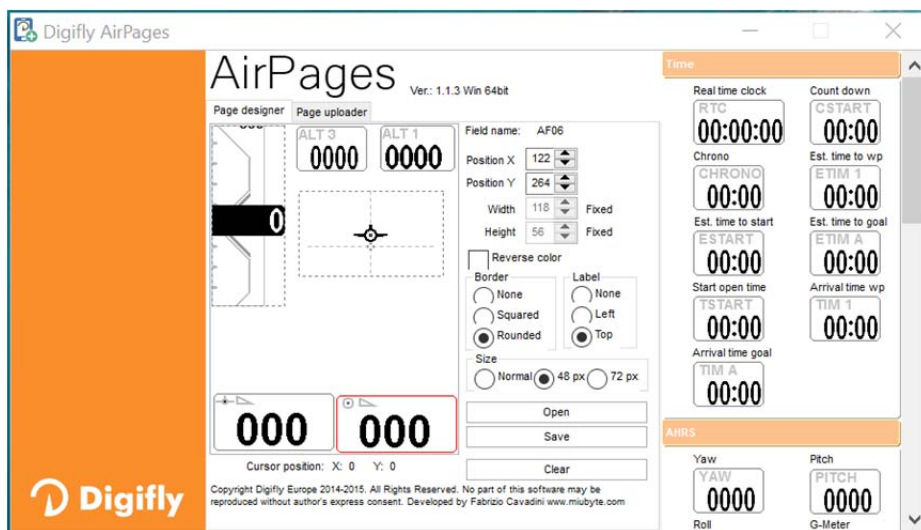 Digifly AirPages
AirPages
Ver.: 1.1.3 Win 64bit
Page designer
Page uploader
ALT 3
0000
ALT 1
0000
0
000
000
Cursor position: X: 0 Y: 0
Field name: AF06
Position X 122
Position Y 264
Width 118 Fixed
Height 56 Fixed
Reverse color
Border
None
Squared
Rounded
Label
None
Left
Top
Size
Normal 48 px 72 px
Open
Save
Clear
Copyright Digifly Europe 2014-2015. All Rights Reserved. No part of this software may be
reproduced without author's express consent. Developed by Fabrizio Cavadini www.miubyte.com
Digifly
Time
Real time clock
RTC
00:00:00
Count down
CSTART
00:00
Chrono
CHRONO
00:00
Est. time to wp
ETIM 1
00:00
Est. time to start
ESTART
00:00
Est. time to goal
ETIM A
00:00
Start open time
TSTART
00:00
Arrival time wp
TIM 1
00:00
Arrival time goal
TIM A
00:00
AHRS
Yaw
YAW
0000
Pitch
PITCH
0000
Roll
G-Meter